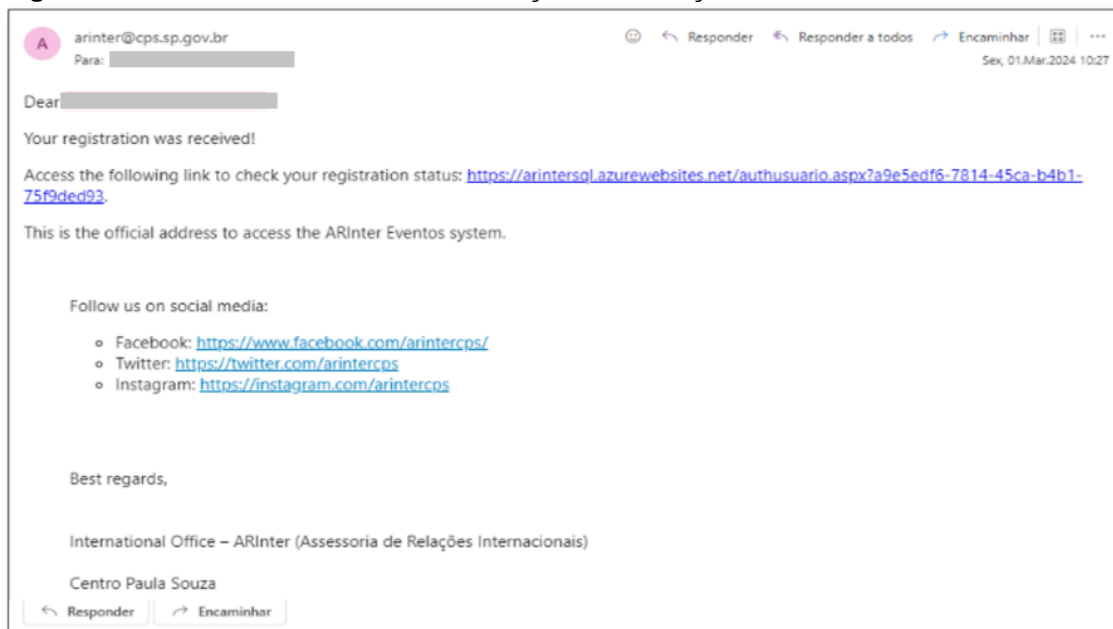 A
arinter@cps.sp.gov.br
Responder Responder a todos Encaminhar
Para:
Sex, 01.Mar.2024 10:27
Dear
Your registration was received!
Access the following link to check your registration status: https://arintersql.azurewebsites.net/authusuario.aspx?a9e5edf6-7814-45ca-b4b1-
75f9ded93.
This is the official address to access the ARInter Eventos system.
Follow us on social media:
Facebook: https://www.facebook.com/arintercps/
Twitter: https://twitter.com/arintercps
Instagram: https://instagram.com/arintercps
Best regards,
International Office – ARInter (Assessoria de Relações Internacionais)
Centro Paula Souza
Responder Encaminhar